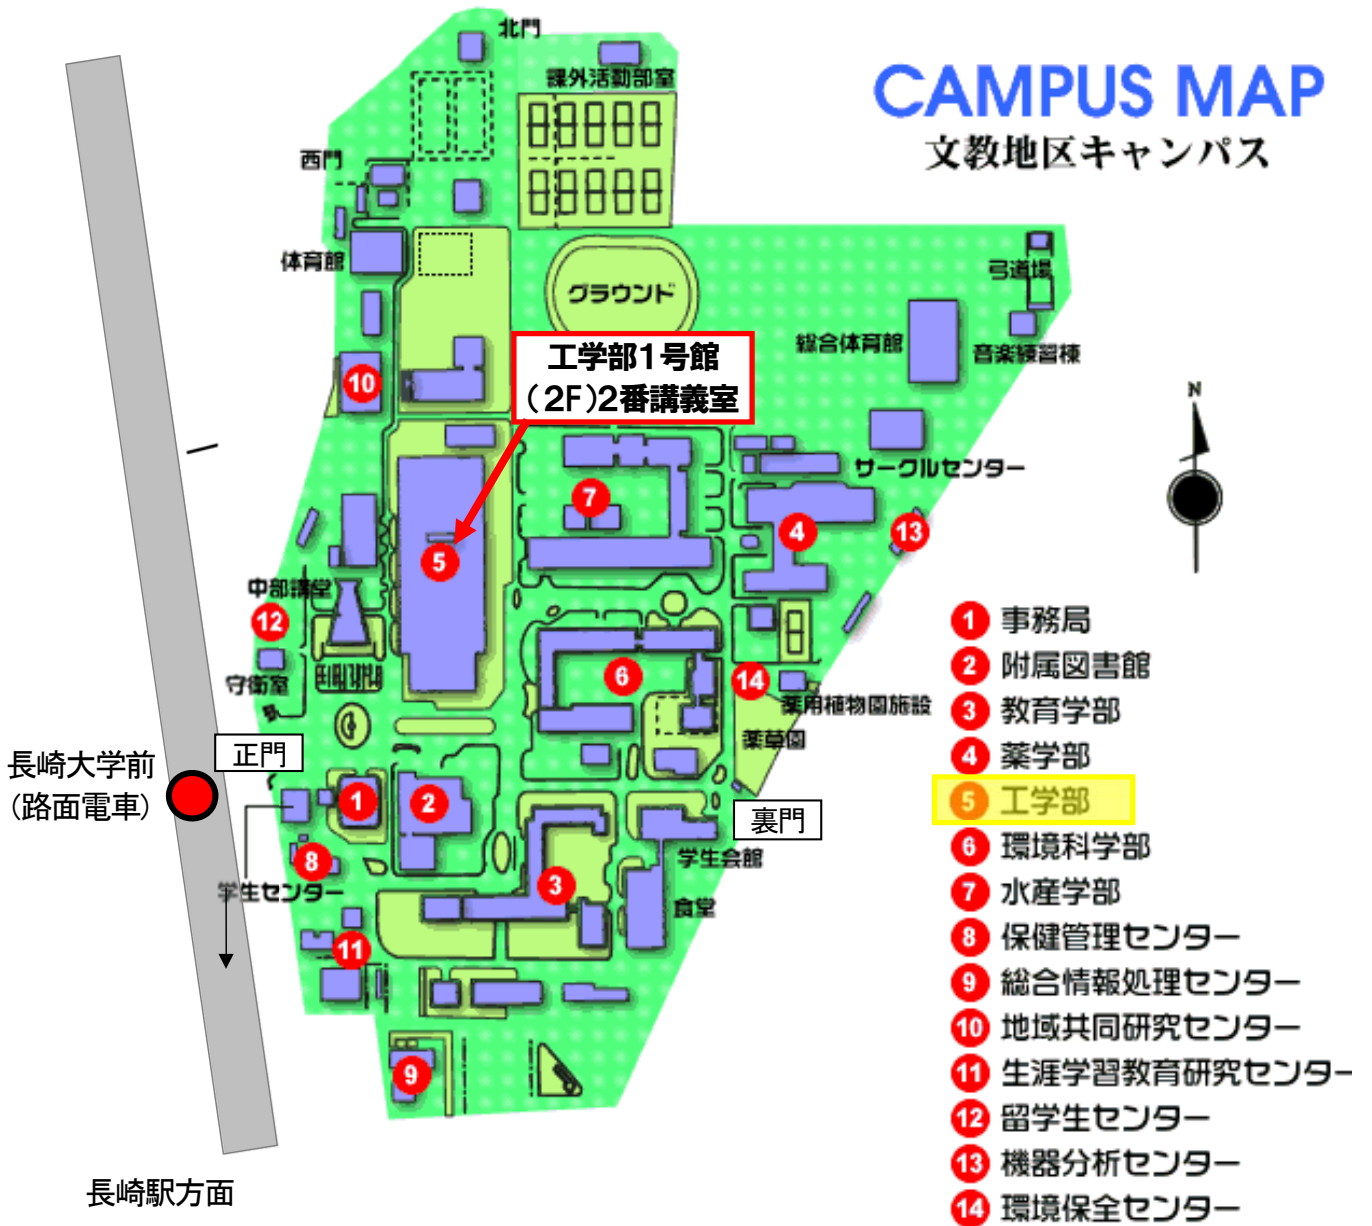 CAMPUS MAP
文教地区キャンパス
北門
課外活動部室
西門
体育館
グラウンド
弓道場
総合体育館
音楽練習棟
工学部1号館
(2F)2番講義室
10
サークルセンター
N
7
4
13
5
中部講堂
12
守衛室
6
14
薬用植物園施設
薬草園
正門
長崎大学前
(路面電車)
1
2
裏門
学生会館
8
学生センター
3
食堂
11
9
長崎駅方面
1 事務局
2 附属図書館
3 教育学部
4 薬学部
5 工学部
6 環境科学部
7 水産学部
8 保健管理センター
9 総合情報処理センター
10 地域共同研究センター
11 生涯学習教育研究センター
12 留学生センター
13 機器分析センター
14 環境保全センター